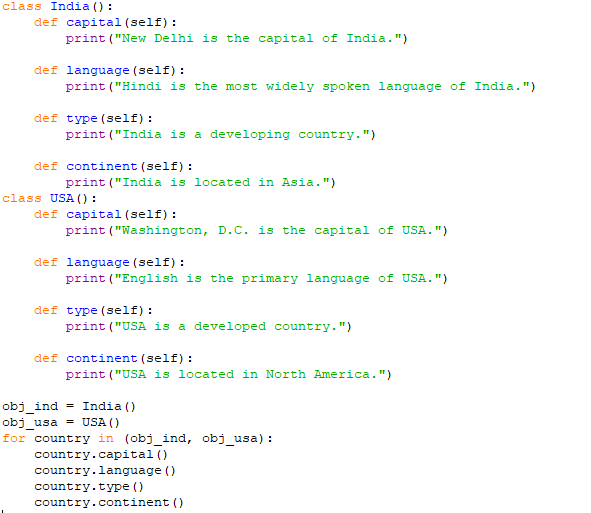 class India():
    def capital(self):
        print("New Delhi is the capital of India.")

    def language(self):
        print("Hindi is the most widely spoken language of India.")

    def type(self):
        print("India is a developing country.")

    def continent(self):
        print("India is located in Asia.")
class USA():
    def capital(self):
        print("Washington, D.C. is the capital of USA.")

    def language(self):
        print("English is the primary language of USA.")

    def type(self):
        print("USA is a developed country.")

    def continent(self):
        print("USA is located in North America.")

obj_ind = India()
obj_usa = USA()
for country in (obj_ind, obj_usa):
    country.capital()
    country.language()
    country.type()
    country.continent()